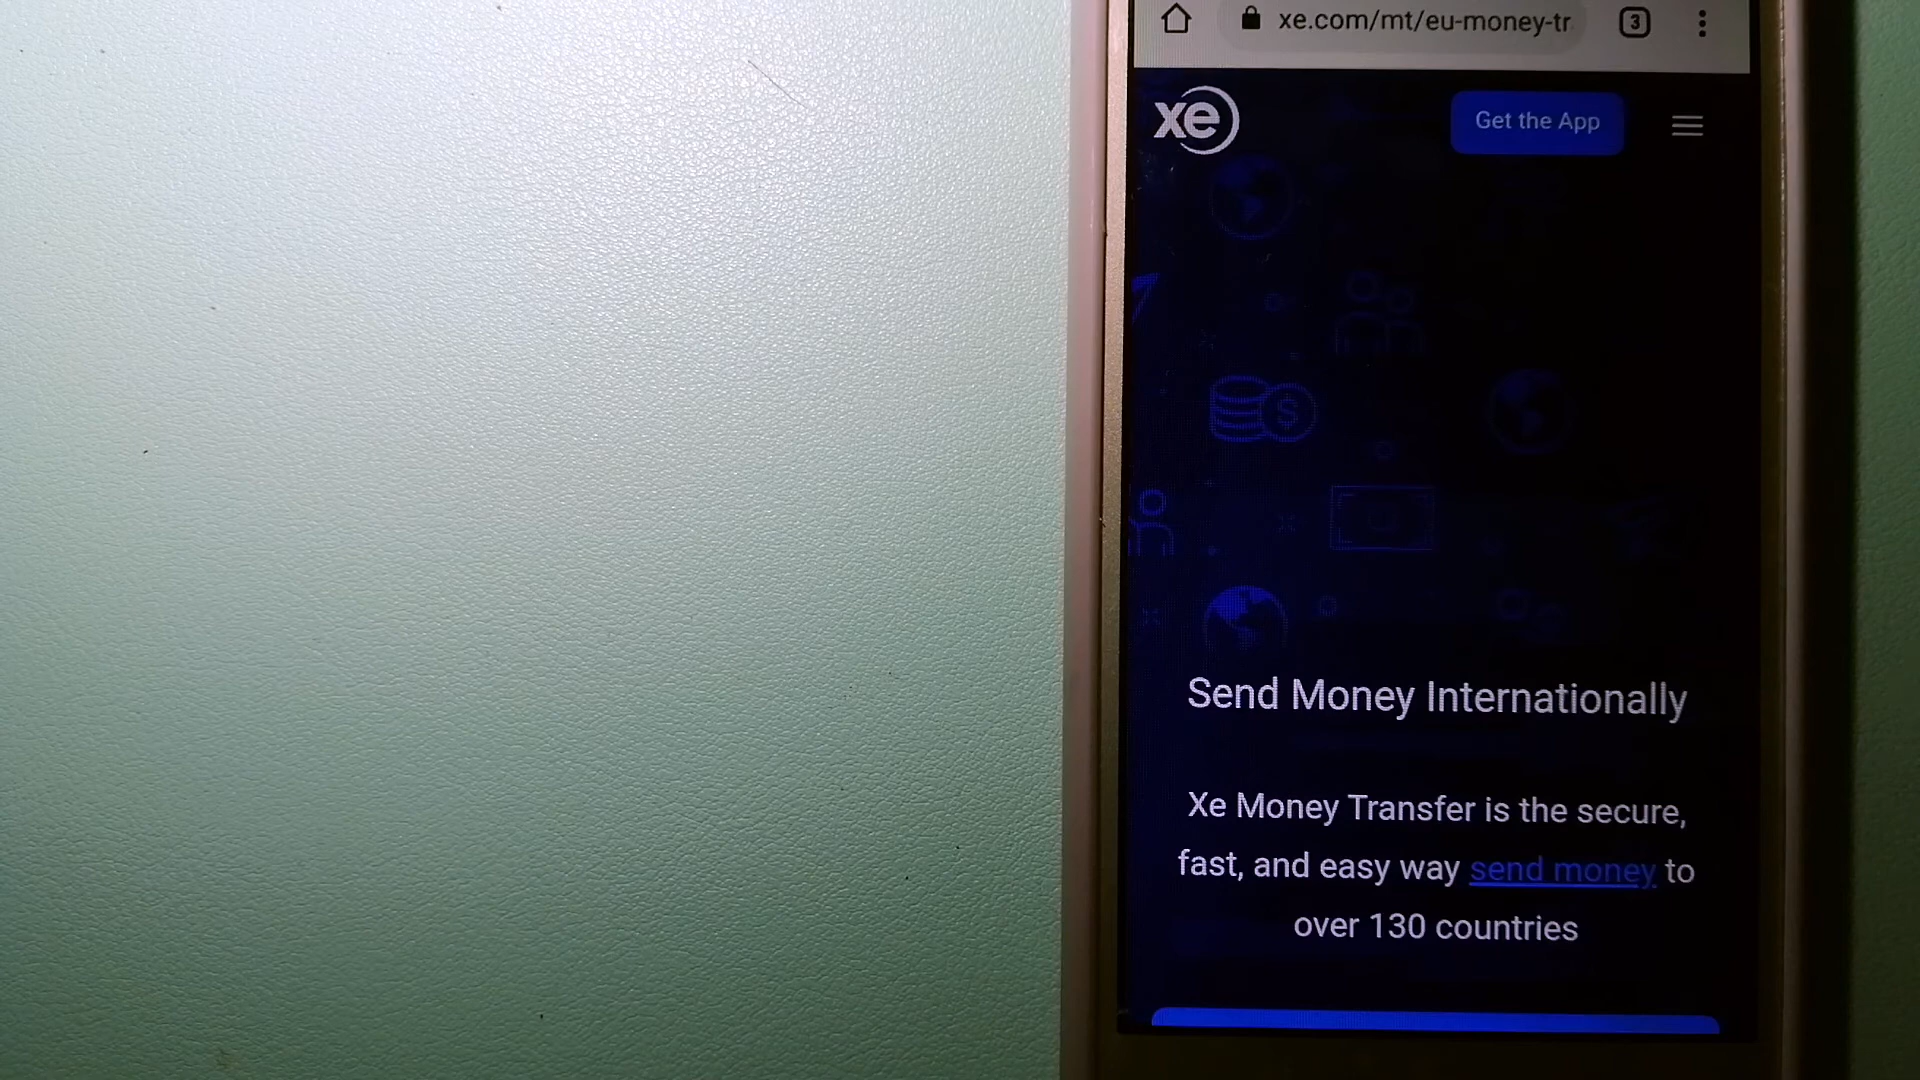 xe.com/mt/eu-money-tr
3
xe
Get the App
Send Money Internationally
Xe Money Transfer is the secure,
fast, and easy way send money to
over 130 countries